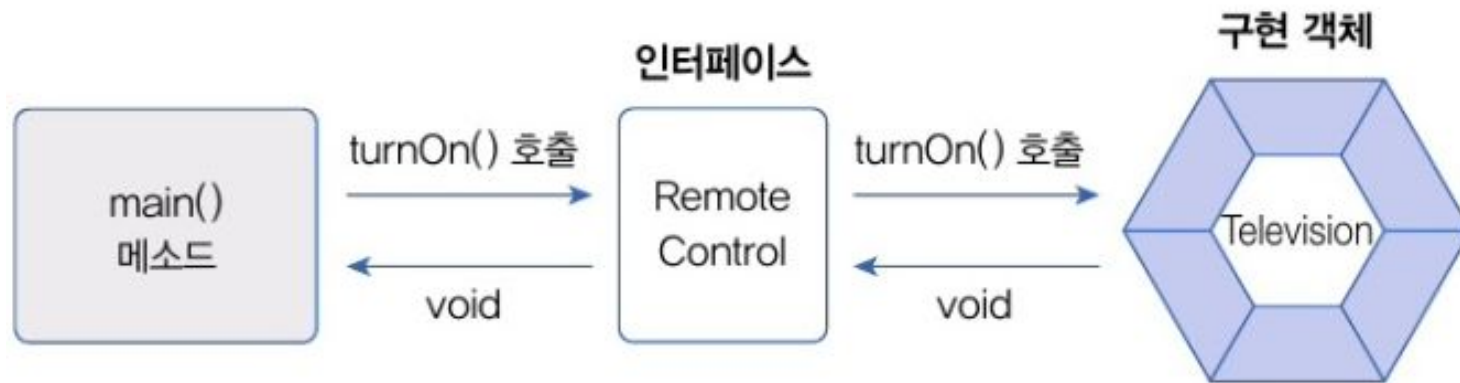 구현 객체
인터페이스
turnOn() 호출
turnOn() 호출
main()
메소드
Remote
Control
Television
void
void